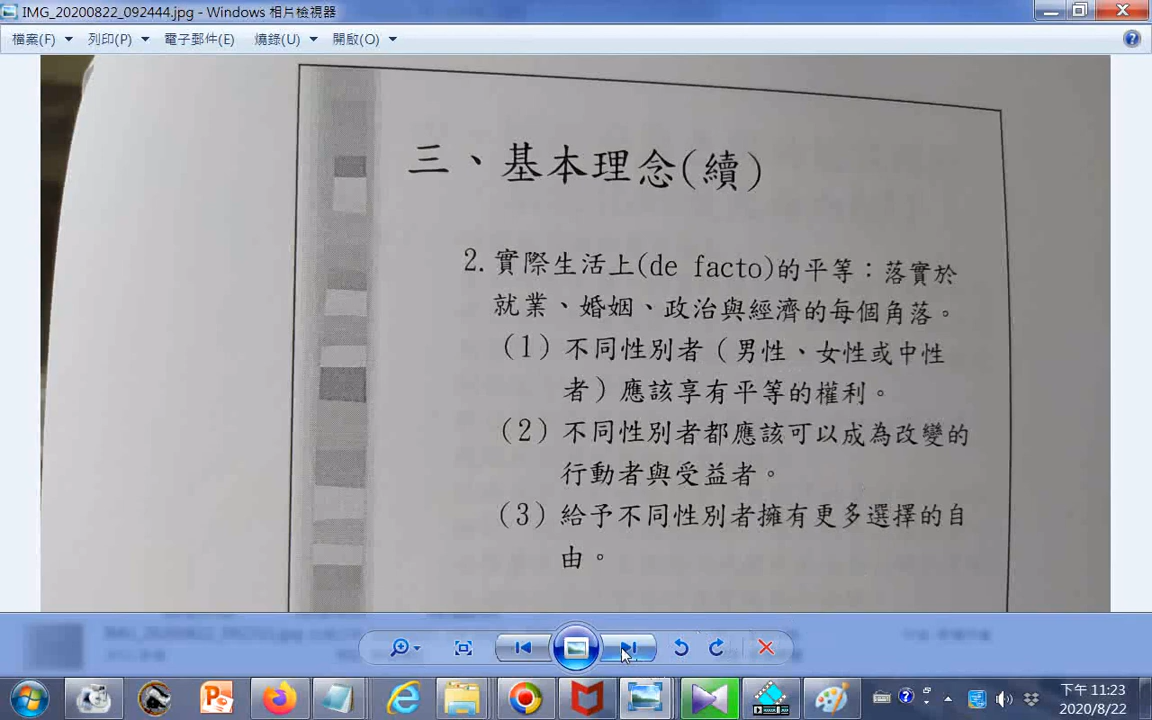 IMG_20200822_092444.jpg - Windows 相片檢視器
檔案(F) 列印(P) 電子郵件(E) 燒錄(U) 開啟(O)
三、基本理念(續)
2. 實際生活上(de facto)的平等：落實於
就業、婚姻、政治與經濟的每個角落。
(1) 不同性別者（男性、女性或中性
者）應該享有平等的權利。
(2) 不同性別者都應該可以成為改變的
行動者與受益者。
(3) 給予不同性別者擁有更多選擇的自
由。
下午 11:23
2020/8/22